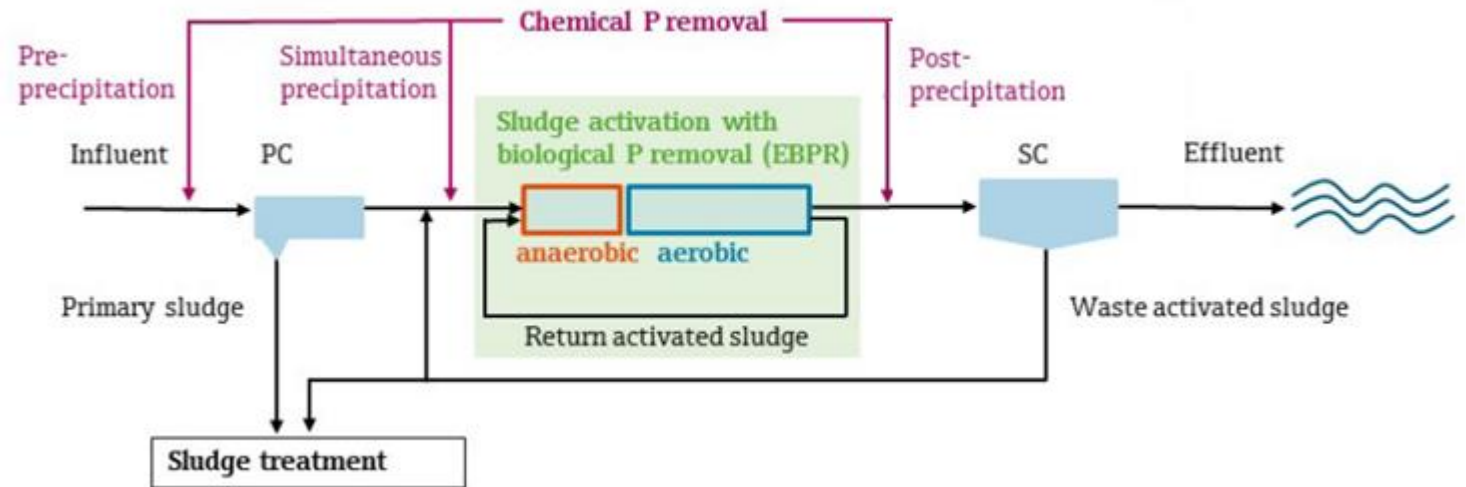 Chemical P removal
Pre-
precipitation
Simultaneous
precipitation
Post-
precipitation
Influent
PC
Sludge activation with
biological P removal (EBPR)
SC
Effluent
anaerobic
aerobic
Primary sludge
Return activated sludge
Waste activated sludge
Sludge treatment